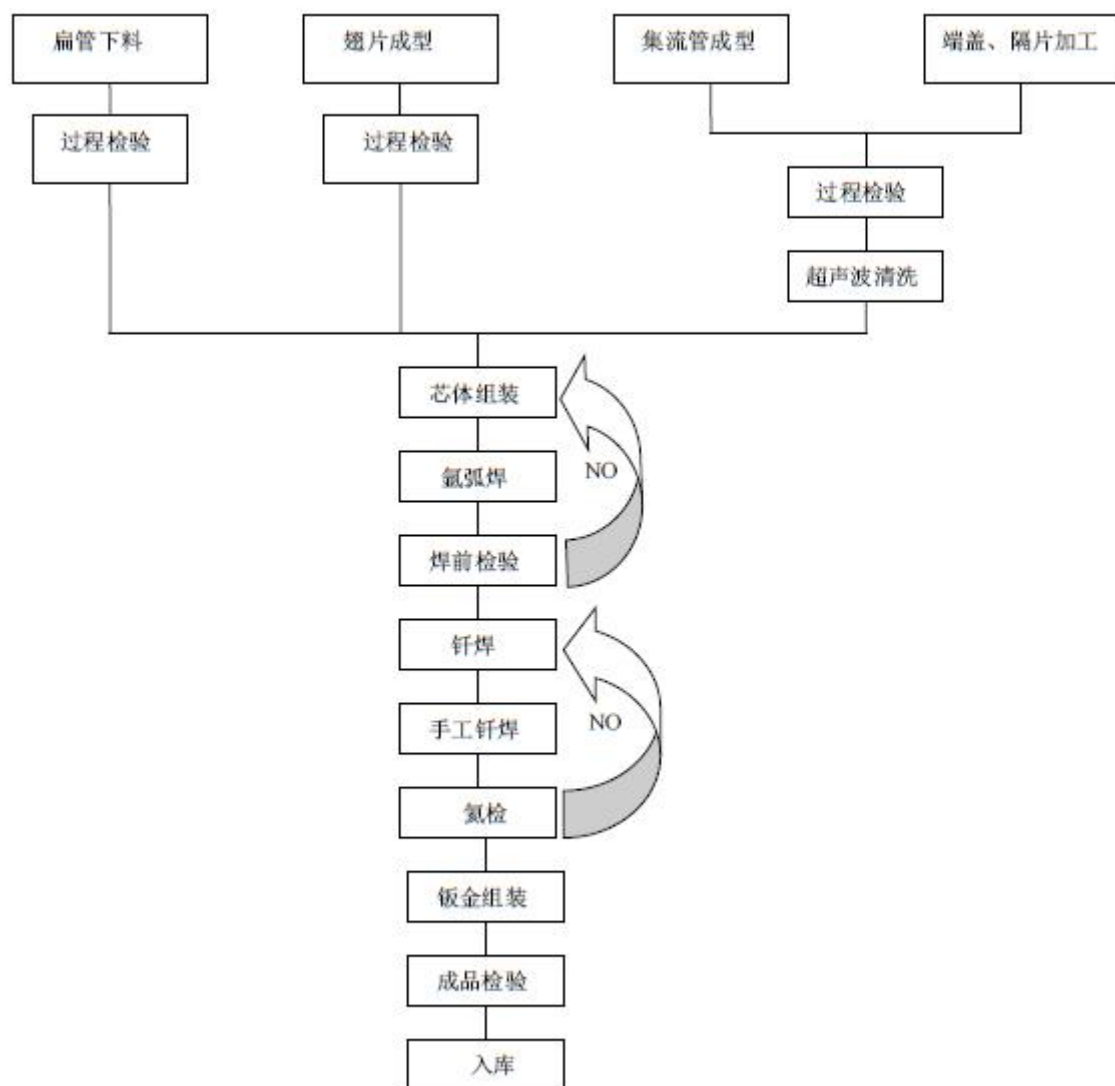 扁管下料
翅片成型
集流管成型
端盖、隔片加工
过程检验
过程检验
过程检验
超声波清洗
芯体组装
氩弧焊
NO
焊前检验
钎焊
手工钎焊
NO
氦检
钣金组装
成品检验
入库